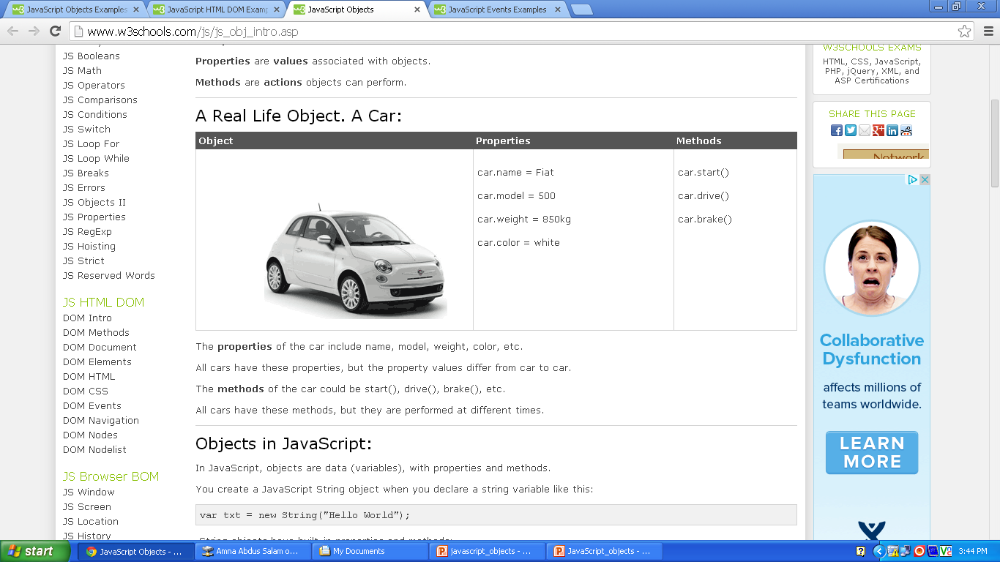 JavaScript Objects Examples
JavaScript HTML DOM Examp
JavaScript Objects
JavaScript Events Examples
www.w3schools.com/js/js_obj_intro.asp
JS Booleans
JS Math
JS Operators
JS Comparisons
JS Conditions
JS Switch
JS Loop For
JS Loop While
JS Breaks
JS Errors
JS Objects II
JS Properties
JS RegExp
JS Hoisting
JS Strict
JS Reserved Words
JS HTML DOM
DOM Intro
DOM Methods
DOM Document
DOM Elements
DOM HTML
DOM CSS
DOM Events
DOM Navigation
DOM Nodes
DOM Nodelist
JS Browser BOM
JS Window
JS Screen
JS Location
JS History
Properties are values associated with objects.
Methods are actions objects can perform.
A Real Life Object. A Car:
Object Properties Methods
car.name = Fiat car.start()
car.model = 500 car.drive()
car.weight = 850kg car.brake()
car.color = white
The properties of the car include name, model, weight, color, etc.
All cars have these properties, but the property values differ from car to car.
The methods of the car could be start(), drive(), brake(), etc.
All cars have these methods, but they are performed at different times.
Objects in JavaScript:
In JavaScript, objects are data (variables), with properties and methods.
You create a JavaScript String object when you declare a string variable like this:
var txt = new String("Hello World");
String objects have built-in properties and methods:
W3SCHOOLS EXAMS
HTML, CSS, JavaScript,
PHP, jQuery, XML, and
ASP Certifications
SHARE THIS PAGE
Network
Collaborative
Dysfunction
affects millions of
teams worldwide.
LEARN
MORE
start
JavaScript Objects - ...
Amna Abdus Salam o...
My Documents
javascript_objects - ...
JavaScript_objects - ...
3:44 PM